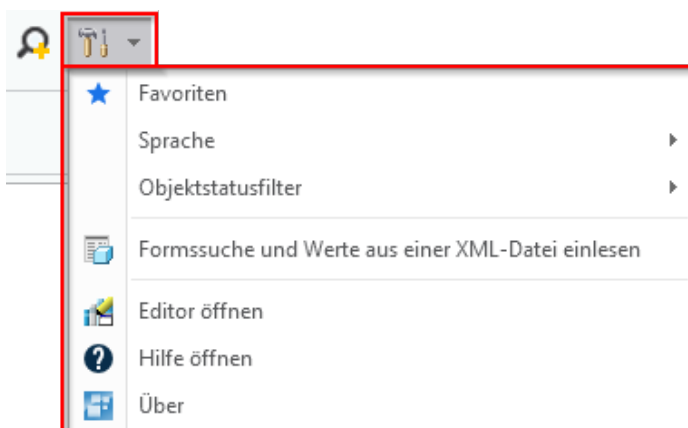 Favoriten
Sprache
Objektstatusfilter
Formssuche und Werte aus einer XML-Datei einlesen
Editor öffnen
Hilfe öffnen
Über